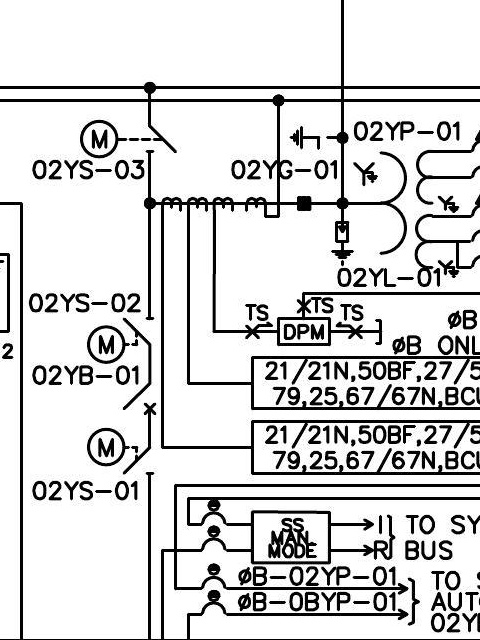 02YP-01
M
02YS-03
02YG-01
02YL-01
02YS-02
TS
TS
TS
DPM
ØB
M
2
ØB ONL
02YB-01
21/21N,50BF,27/5
79,25,67/67N,BCU
21/21N,50BF,27/5
79,25,67/67N,BCU
M
02YS-01
SS
MAN.
MODE
I
TO SY
R
BUS
ØB-02YP-01
TO S
ØB-0BYP-01
AUTO
02YP